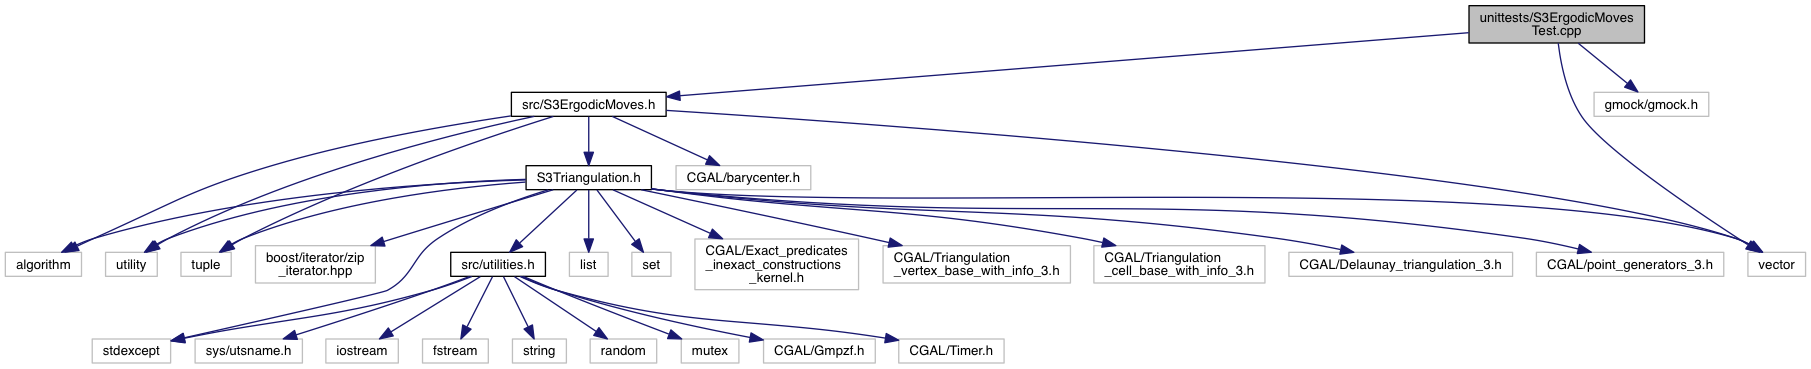 unittests/S3ErgodicMoves
Test.cpp
src/S3ErgodicMoves.h
gmock/gmock.h
S3Triangulation.h
CGAL/barycenter.h
algorithm
utility
tuple
boost/iterator/zip
_iterator.hpp
src/utilities.h
list
set
CGAL/Exact_predicates
_inexact_constructions
_kernel.h
CGAL/Triangulation
_vertex_base_with_info_3.h
CGAL/Triangulation
_cell_base_with_info_3.h
CGAL/Delaunay_triangulation_3.h
CGAL/point_generators_3.h
vector
stdexcept
sys/utsname.h
iostream
fstream
string
random
mutex
CGAL/Gmpzf.h
CGAL/Timer.h